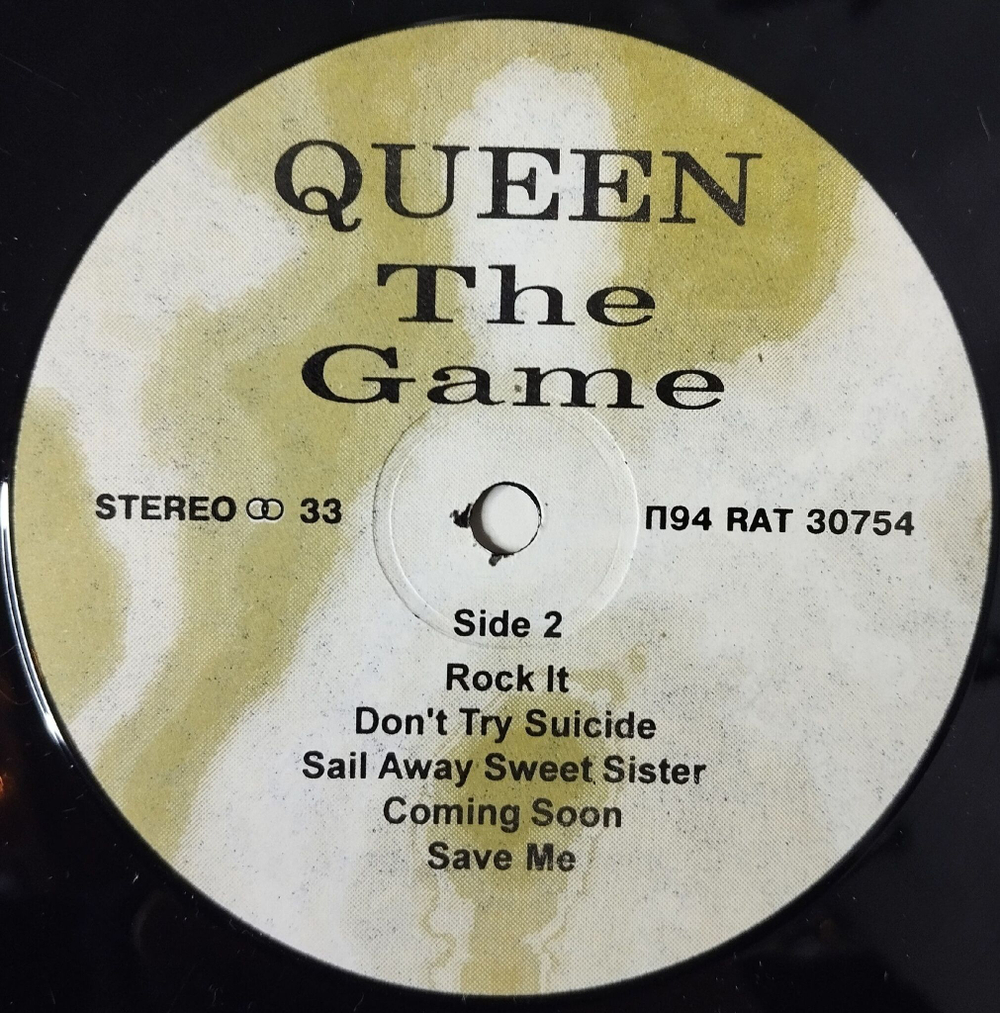 QUEEN
The
Game
STEREO ⚭ 33
П94 RAT 30754
Side 2
Rock It
Don't Try Suicide
Sail Away Sweet Sister
Coming Soon
Save Me